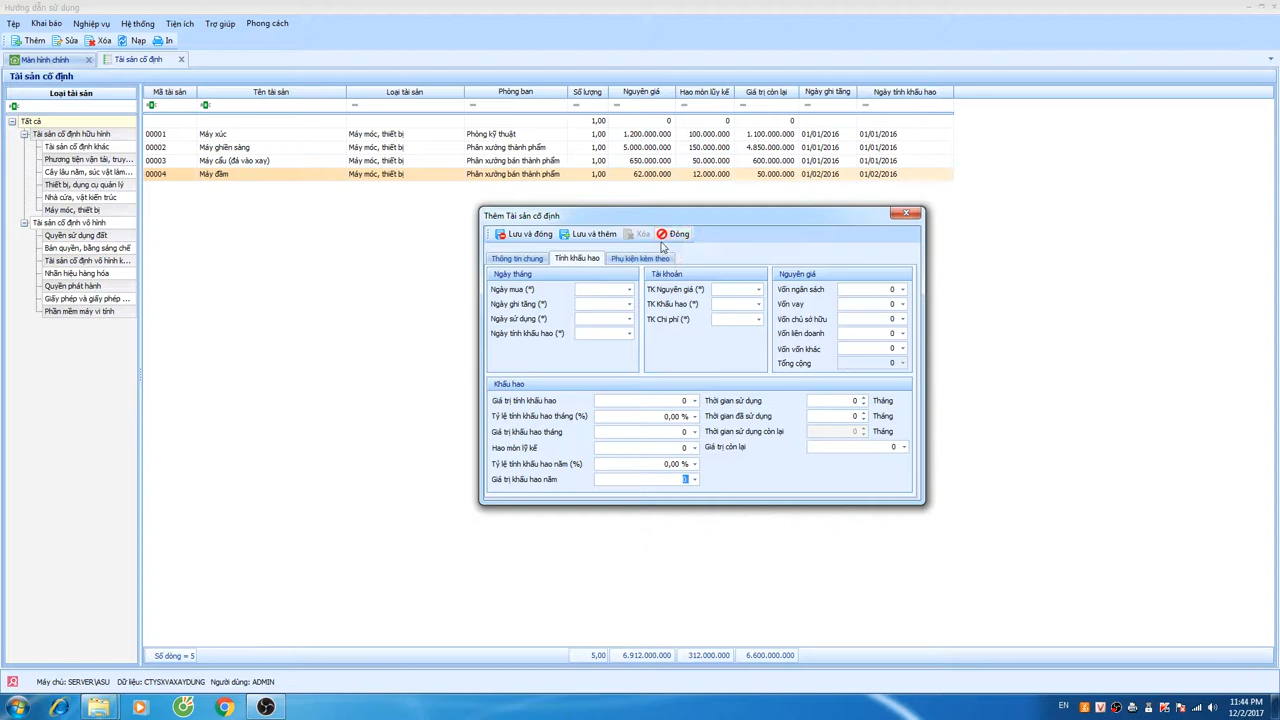 Hướng dẫn sử dụng
Tệp Khai báo Nghiệp vụ Hệ thống Tiện ích Trợ giúp Phong cách
Thêm Sửa Xóa Nạp In
Màn hình chính Tài sản cố định
Tài sản cố định
Loại tài sản
Mã tài sản Tên tài sản Loại tài sản Phòng ban Số lượng Nguyên giá Hao mòn lũy kế Giá trị còn lại Ngày ghi tăng Ngày tính khấu hao
Tất cả
Tài sản cố định hữu hình
Tài sản cố định khác
Phương tiện vận tải, truy...
Cây lâu năm, súc vật làm...
Thiết bị, dụng cụ quản lý
Nhà cửa, vật kiến trúc
Máy móc, thiết bị
Tài sản cố định vô hình
Quyền sử dụng đất
Bản quyền, bằng sáng chế
Tài sản cố định vô hình k...
Nhãn hiệu hàng hóa
Quyền phát hành
Giấy phép và giấy phép ...
Phần mềm máy vi tính
1,00 0 0 0
00001 Máy xúc Máy móc, thiết bị Phòng kỹ thuật 1,00 1.200.000.000 100.000.000 1.100.000.000 01/01/2016 01/01/2016
00002 Máy ghiền sàng Máy móc, thiết bị Phân xưởng thành phẩm 1,00 5.000.000.000 150.000.000 4.850.000.000 01/01/2016 01/01/2016
00003 Máy cẩu (đá vào xay) Máy móc, thiết bị Phân xưởng bán thành phẩm 1,00 650.000.000 50.000.000 600.000.000 01/01/2016 01/01/2016
00004 Máy đầm Máy móc, thiết bị Phân xưởng bán thành phẩm 1,00 62.000.000 12.000.000 50.000.000 01/02/2016 01/02/2016
Thêm Tài sản cố định
Lưu và đóng Lưu và thêm Xóa Đóng
Thông tin chung Tính khấu hao Phụ kiện kèm theo
Ngày tháng
Ngày mua (*)
Ngày ghi tăng (*)
Ngày sử dụng (*)
Ngày tính khấu hao (*)
Tài khoản
TK Nguyên giá (*)
TK Khấu hao (*)
TK Chi phí (*)
Nguyên giá
Vốn ngân sách 0
Vốn vay 0
Vốn chủ sở hữu 0
Vốn liên doanh 0
Vốn vốn khác 0
Tổng cộng 0
Khấu hao
Giá trị tính khấu hao 0
Tỷ lệ tính khấu hao tháng (%) 0,00 %
Giá trị khấu hao tháng 0
Hao mòn lỹ kế 0
Tỷ lệ tính khấu hao năm (%) 0,00 %
Giá trị khấu hao năm 0
Thời gian sử dụng 0 Tháng
Thời gian đã sử dụng 0 Tháng
Thời gian sử dụng còn lại 0 Tháng
Giá trị còn lại 0
Số dòng = 5 5,00 6.912.000.000 312.000.000 6.600.000.000
Máy chủ: SERVER\ASU Dữ liệu: CTYSXVAXAYDUNG Người dùng: ADMIN
EN
11:44 PM
12/2/2017